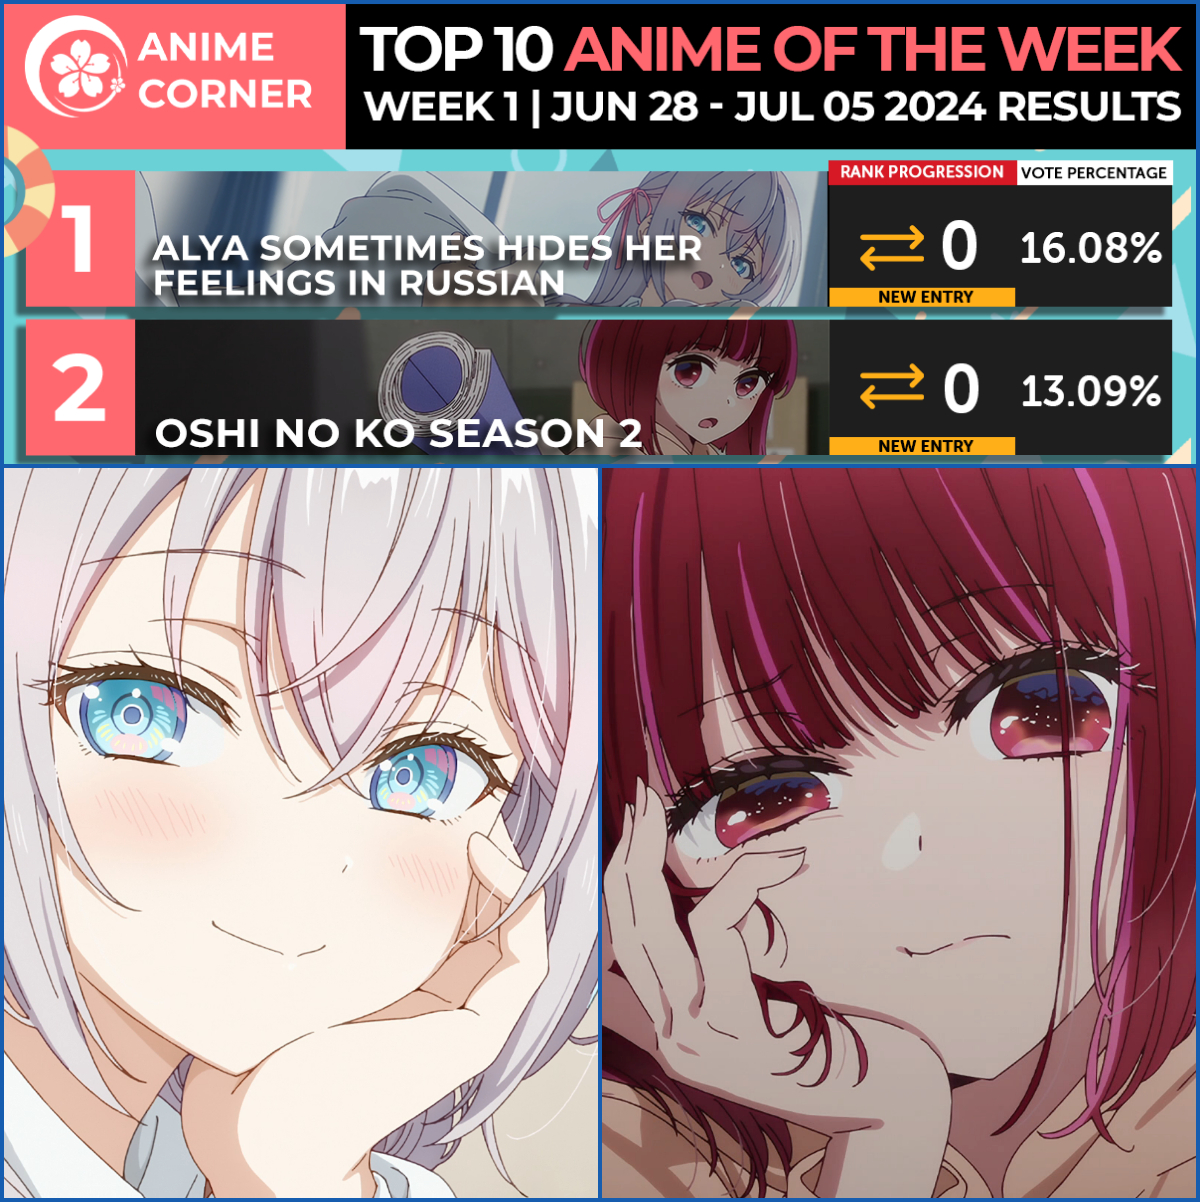 ANIME
CORNER
TOP 10 ANIME OF THE WEEK
WEEK 1 | JUN 28 - JUL 05 2024 RESULTS
RANK PROGRESSION
VOTE PERCENTAGE
1
ALYA SOMETIMES HIDES HER
FEELINGS IN RUSSIAN
0
16.08%
NEW ENTRY
2
OSHI NO KO SEASON 2
0
13.09%
NEW ENTRY